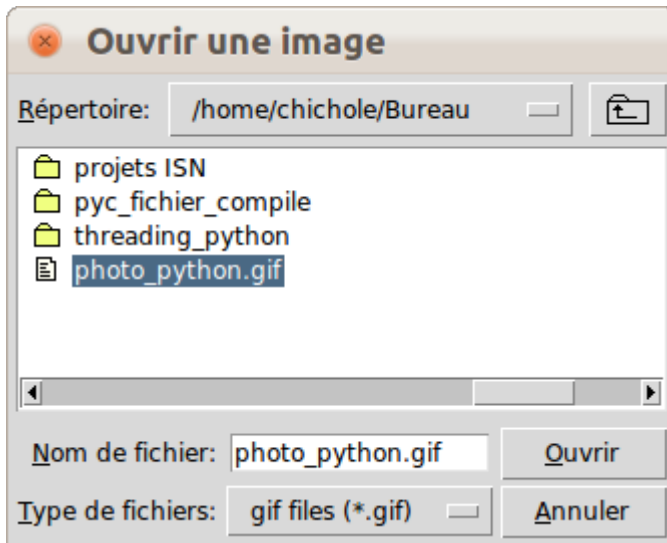 Ouvrir une image
Répertoire: /home/chichole/Bureau
projets ISN
pyc_fichier_compile
threading_python
photo_python.gif
Nom de fichier: photo_python.gif Ouvrir
Type de fichiers: gif files (*.gif) Annuler